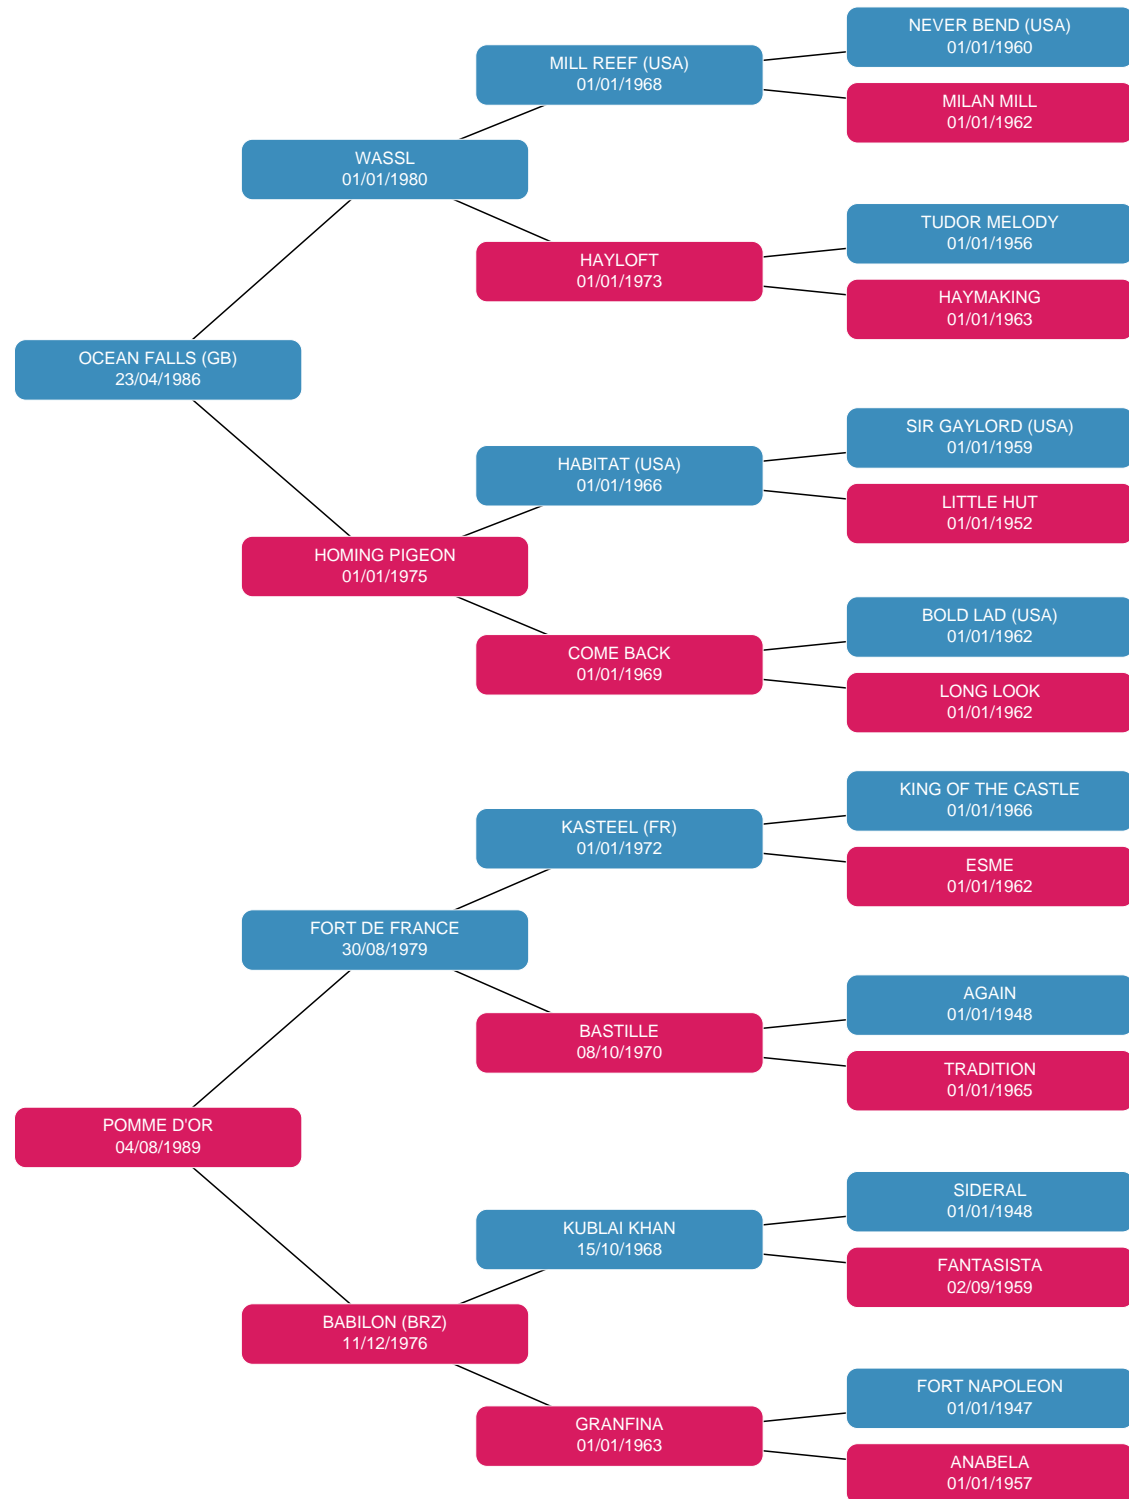 NEVER BEND (USA)
01/01/1960
MILL REEF (USA)
01/01/1968
MILAN MILL
01/01/1962
WASSL
01/01/1980
TUDOR MELODY
01/01/1956
HAYLOFT
01/01/1973
HAYMAKING
01/01/1963
OCEAN FALLS (GB)
23/04/1986
SIR GAYLORD (USA)
01/01/1959
HABITAT (USA)
01/01/1966
LITTLE HUT
01/01/1952
HOMING PIGEON
01/01/1975
BOLD LAD (USA)
01/01/1962
COME BACK
01/01/1969
LONG LOOK
01/01/1962
KING OF THE CASTLE
01/01/1966
KASTEEL (FR)
01/01/1972
ESME
01/01/1962
FORT DE FRANCE
30/08/1979
AGAIN
01/01/1948
BASTILLE
08/10/1970
TRADITION
01/01/1965
POMME D'OR
04/08/1989
SIDERAL
01/01/1948
KUBLAI KHAN
15/10/1968
FANTASISTA
02/09/1959
BABILON (BRZ)
11/12/1976
FORT NAPOLEON
01/01/1947
GRANFINA
01/01/1963
ANABELA
01/01/1957